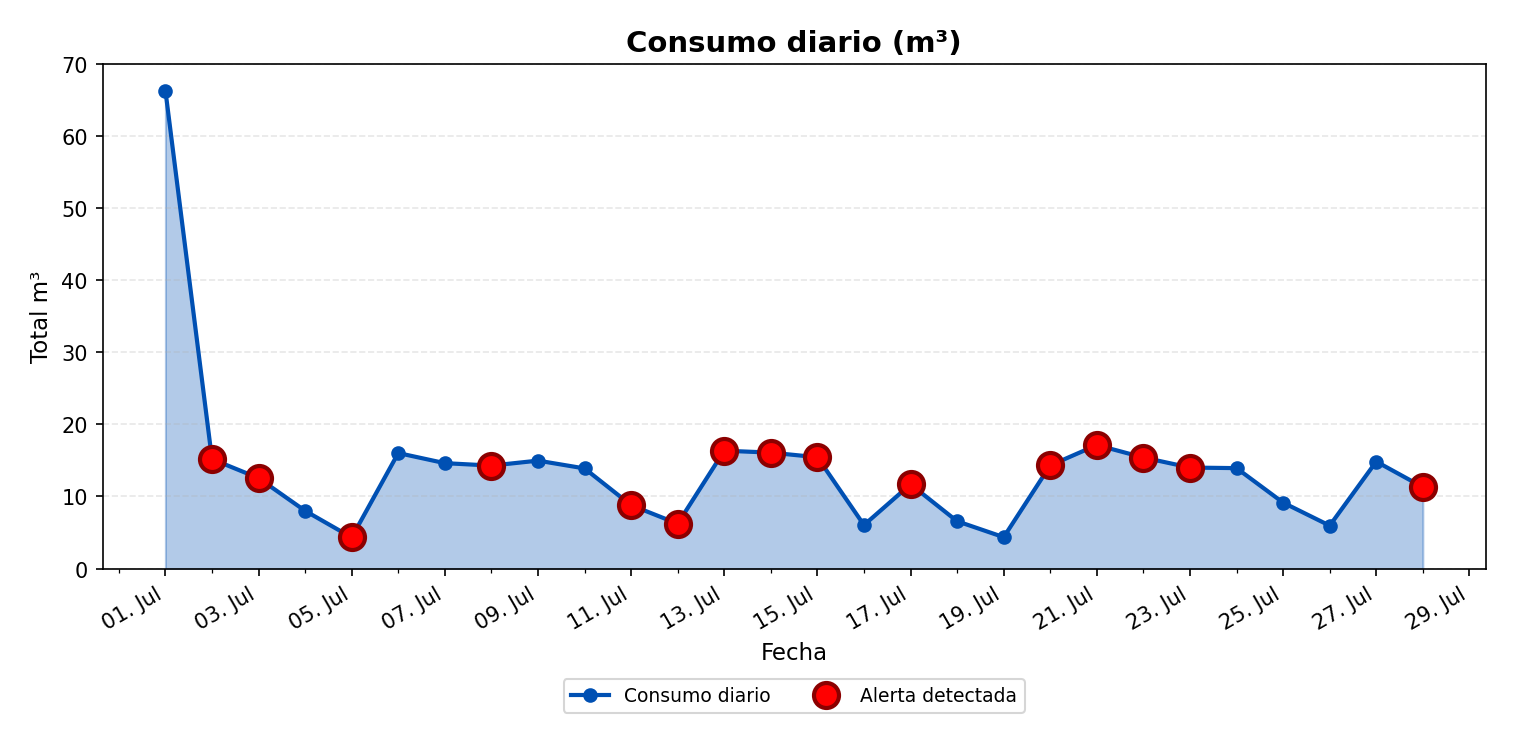 Consumo diario (m³)
Total m³
70
60
50
40
30
20
10
0
01. Jul
03. Jul
05. Jul
07. Jul
09. Jul
11. Jul
13. Jul
15. Jul
17. Jul
19. Jul
21. Jul
23. Jul
25. Jul
27. Jul
29. Jul
Fecha
Consumo diario
Alerta detectada